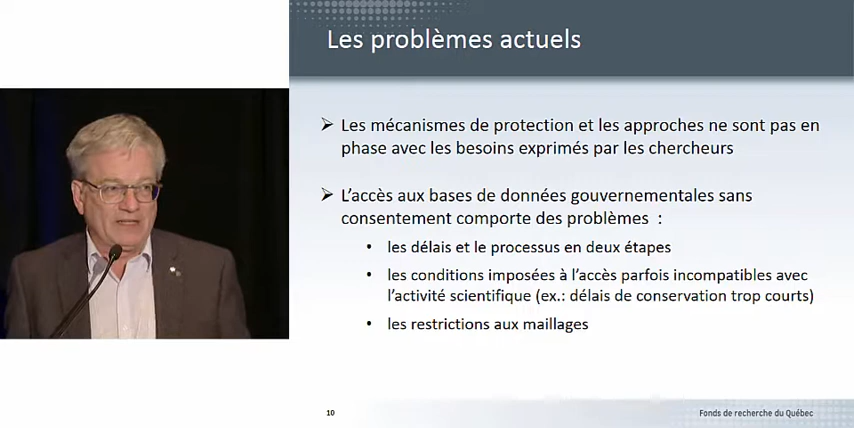 Les problèmes actuels
➢ Les mécanismes de protection et les approches ne sont pas en
phase avec les besoins exprimés par les chercheurs
➢ L'accès aux bases de données gouvernementales sans
consentement comporte des problèmes :
• les délais et le processus en deux étapes
• les conditions imposées à l'accès parfois incompatibles avec
l'activité scientifique (ex.: délais de conservation trop courts)
• les restrictions aux maillages
10
Fonds de recherche du Québec